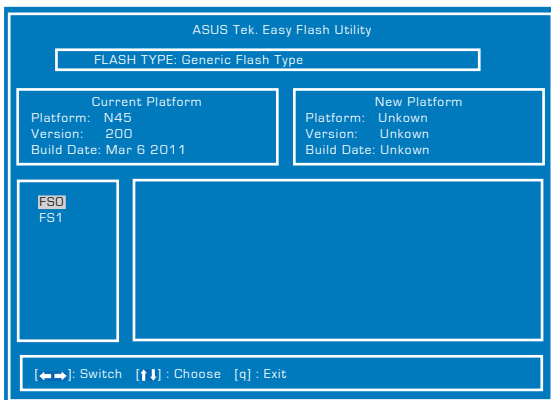 ASUS Tek. Easy Flash Utility
FLASH TYPE: Generic Flash Type
Current Platform
Platform: N45
Version: 200
Build Date: Mar 6 2011
New Platform
Platform: Unkown
Version: Unkown
Build Date: Unkown
FS0
FS1
[←→]: Switch [↑↓] : Choose [q] : Exit